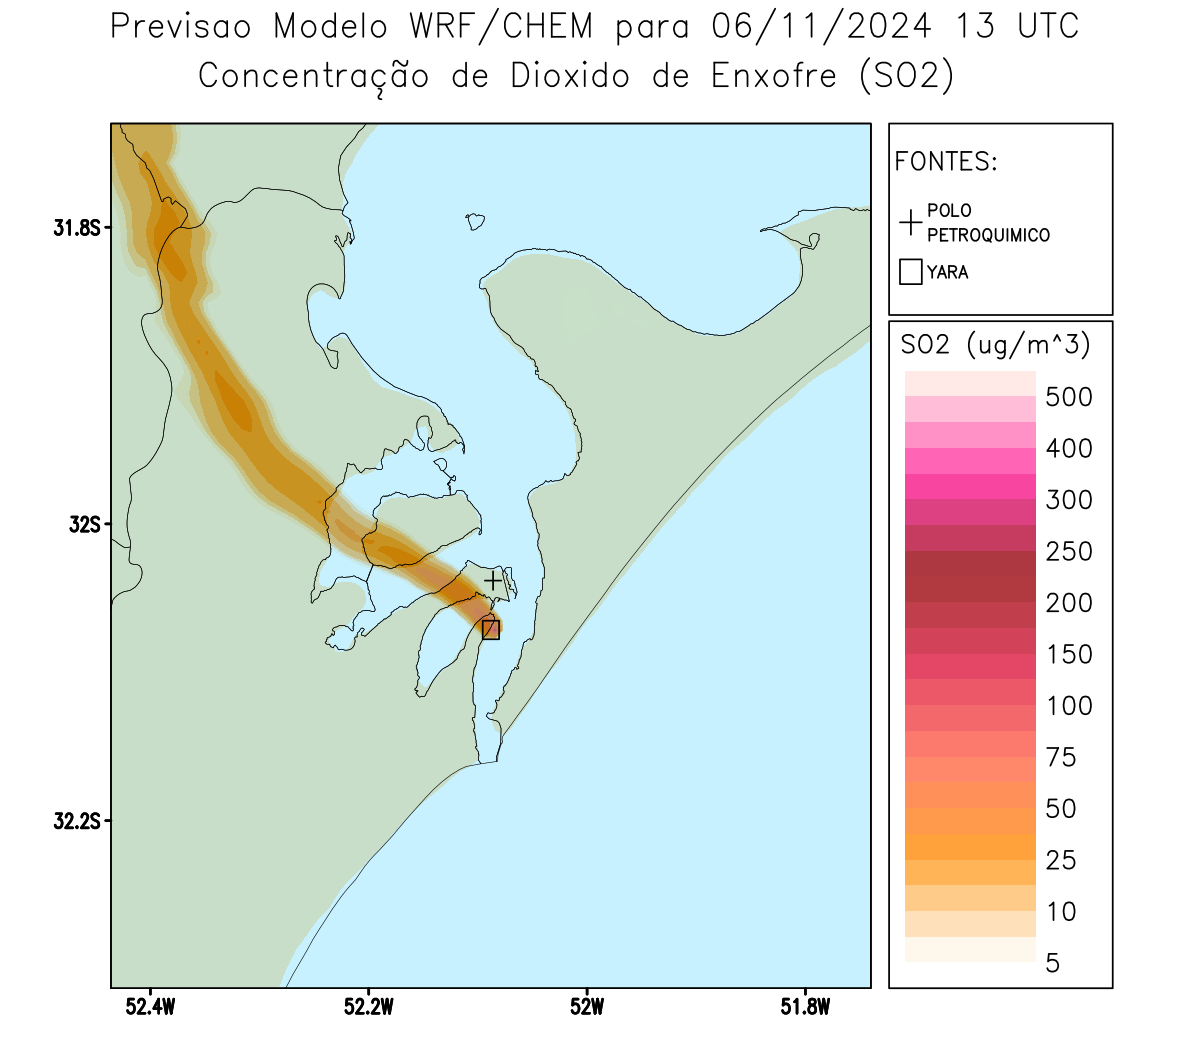 Previsao Modelo WRF/CHEM para 06/11/2024 13 UTC
Concentração de Dioxido de Enxofre (SO2)
FONTES:
POLO
PETROQUIMICO
YARA
SO2 (ug/m^3)
500
400
300
250
200
150
100
75
50
25
10
5
31.8S
32S
32.2S
52.4W
52.2W
52W
51.8W